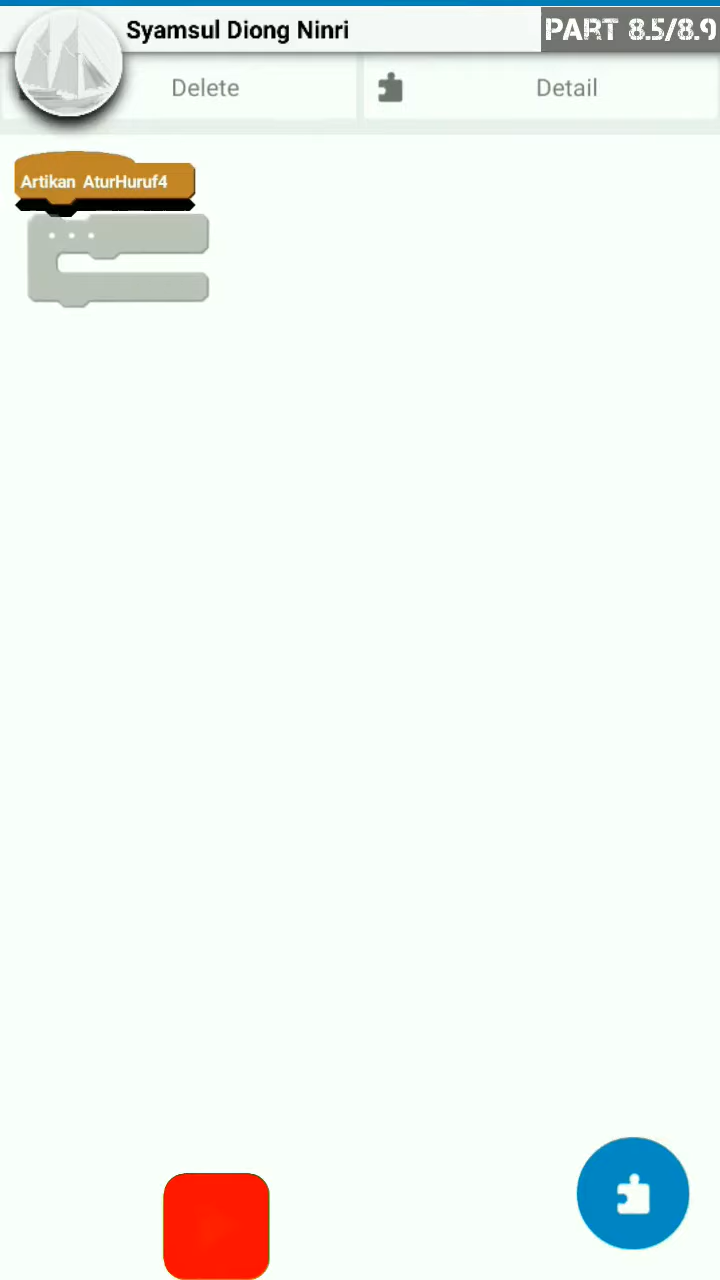 Syamsul Diong Ninri
PART 8.5/8.9
Delete
Detail
Artikan AturHuruf4